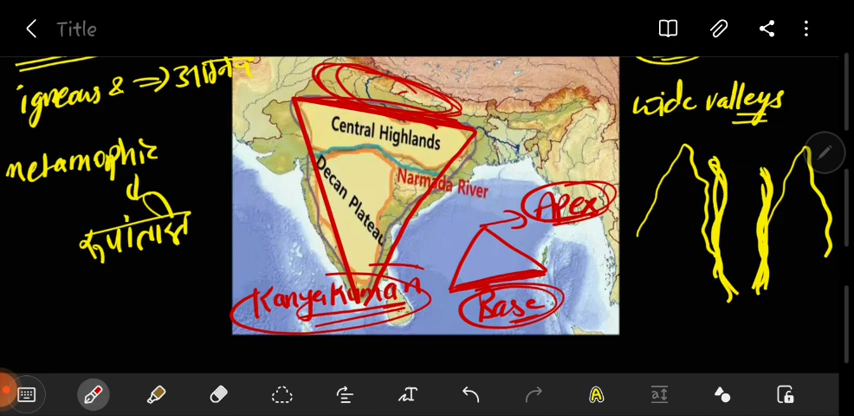 Title
igneous & ⇒ आग्नेय
metamophic
रूपांतरित
Central Highlands
Narmada River
Decan Plateau
Kanyakumari
Apex
Base
wide valleys